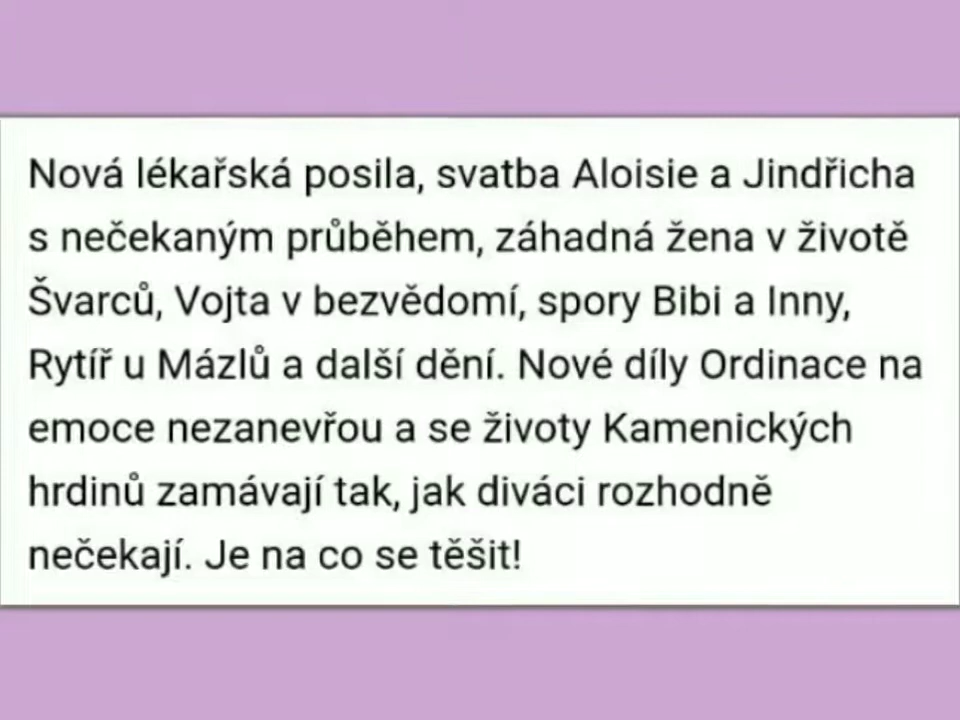 Nová lékařská posila, svatba Aloisie a Jindřicha
s nečekaným průběhem, záhadná žena v životě
Švarců, Vojta v bezvědomí, spory Bibi a Inny,
Rytíř u Mázlů a další dění. Nové díly Ordinace na
emoce nezanevřou a se životy Kamenických
hrdinů zamávají tak, jak diváci rozhodně
nečekají. Je na co se těšit!